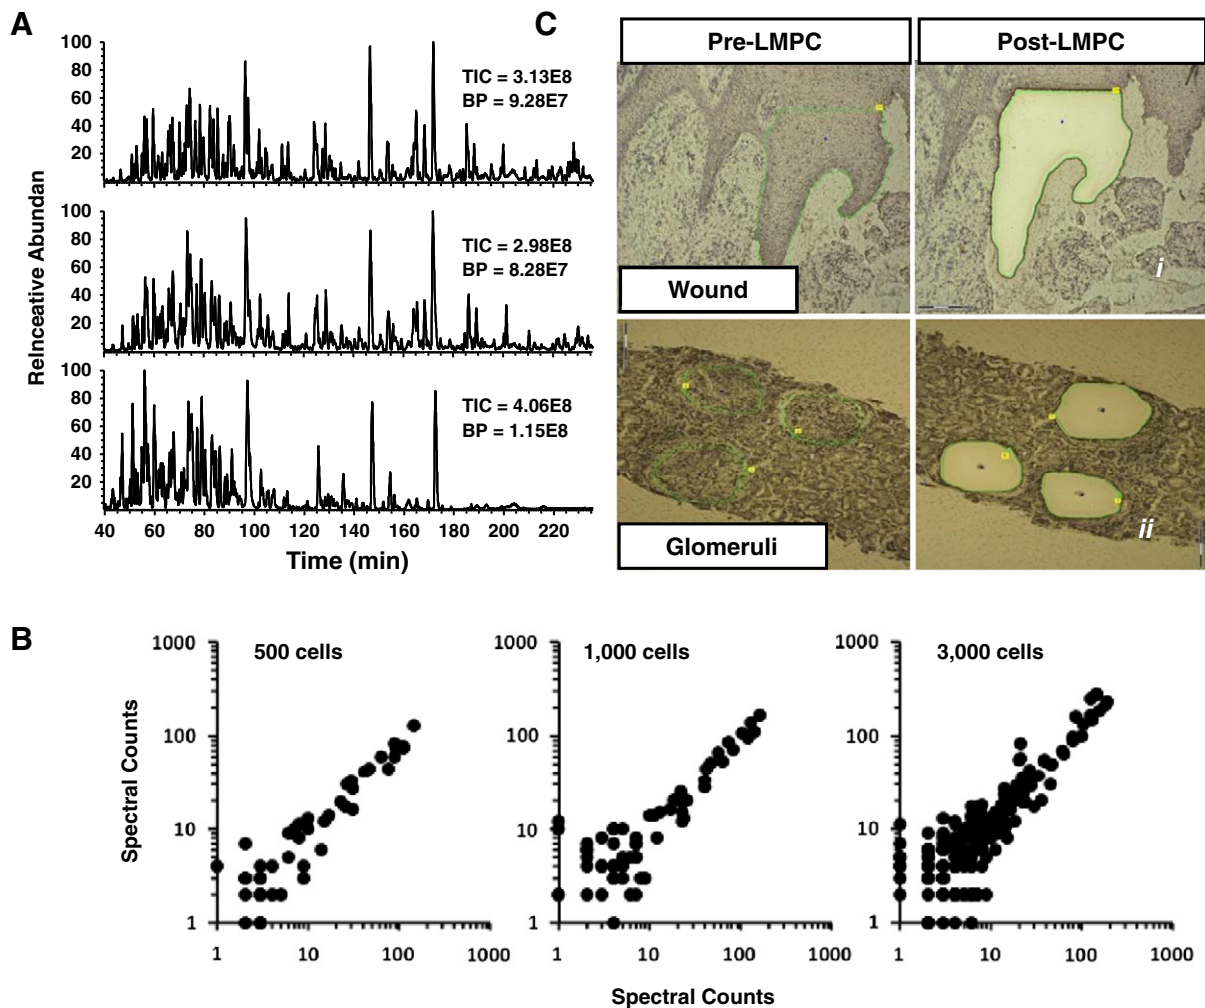 A
ReInceative Abundan
100
80
60
40
20
TIC = 3.13E8
BP = 9.28E7
100
80
60
40
20
TIC = 2.98E8
BP = 8.28E7
100
80
60
40
20
TIC = 4.06E8
BP = 1.15E8
40 60 80 100 120 140 160 180 200 220
Time (min)
C
Pre-LMPC Post-LMPC
Wound
i
Glomeruli
ii
B
Spectral Counts
1000
100
10
1
500 cells
1 10 100 1000
1000
100
10
1
1,000 cells
1 10 100 1000
1000
100
10
1
3,000 cells
1 10 100 1000
Spectral Counts